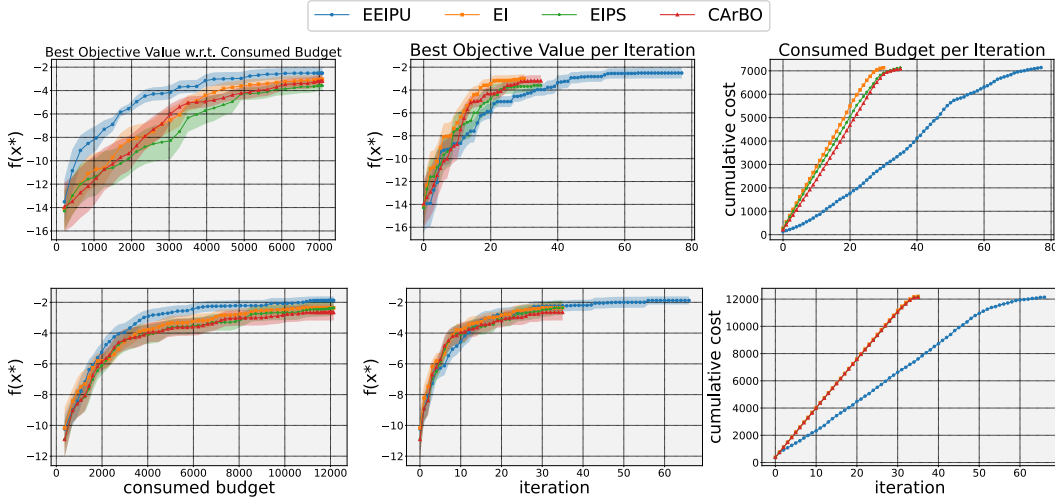 EEIPU EI EIPS CArBO
Best Objective Value w.r.t. Consumed Budget
Best Objective Value per Iteration
Consumed Budget per Iteration
f(x*)
−2
−4
−6
−8
−10
−12
−14
−16
0 1000 2000 3000 4000 5000 6000 7000
f(x*)
−2
−4
−6
−8
−10
−12
−14
−16
0 20 40 60 80
cumulative cost
7000
6000
5000
4000
3000
2000
1000
0
0 20 40 60 80
f(x*)
−2
−4
−6
−8
−10
−12
0 2000 4000 6000 8000 10000 12000
consumed budget
f(x*)
−2
−4
−6
−8
−10
−12
0 10 20 30 40 50 60
iteration
cumulative cost
12000
10000
8000
6000
4000
2000
0
0 10 20 30 40 50 60
iteration